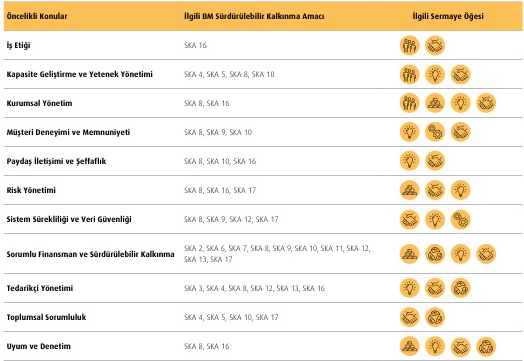 Öncelikli Konular İlgili BM Sürdürülebilir Kalkınma Amacı İlgili Sermaye Öğesi
İş Etiği SKA 16
Kapasite Geliştirme ve Yetenek Yönetimi SKA 4, SKA 5, SKA 8, SKA 10
Kurumsal Yönetim SKA 8, SKA 16
Müşteri Deneyimi ve Memnuniyeti SKA 8, SKA 9, SKA 10
Paydaş İletişimi ve Şeffaflık SKA 8, SKA 10, SKA 16
Risk Yönetimi SKA 8, SKA 16, SKA 17
Sistem Sürekliliği ve Veri Güvenliği SKA 8, SKA 9, SKA 12, SKA 17
Sorumlu Finansman ve Sürdürülebilir Kalkınma SKA 2, SKA 6, SKA 7, SKA 8, SKA 9, SKA 10, SKA 11, SKA 12,
SKA 13, SKA 17
Tedarikçi Yönetimi SKA 3, SKA 4, SKA 8, SKA 12, SKA 13, SKA 16
Toplumsal Sorumluluk SKA 4, SKA 5, SKA 10, SKA 17
Uyum ve Denetim SKA 8, SKA 16